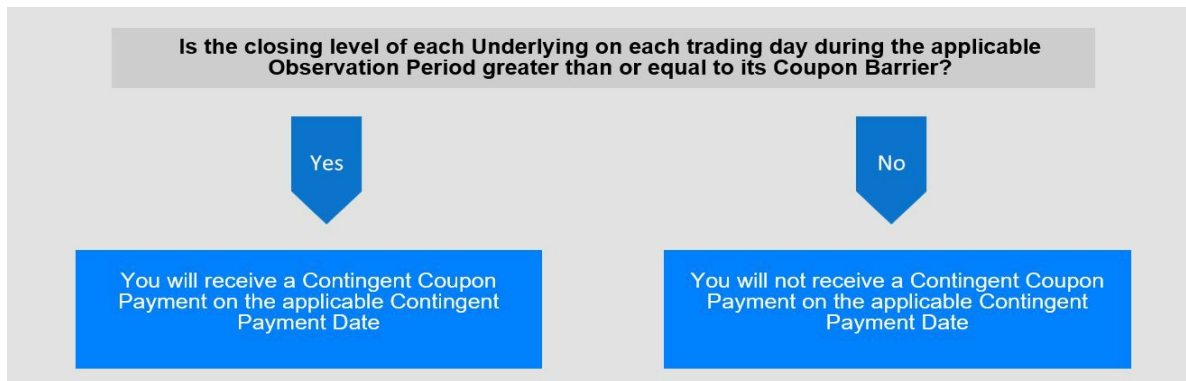 Is the closing level of each Underlying on each trading day during the applicable
Observation Period greater than or equal to its Coupon Barrier?
Yes
No
You will receive a Contingent Coupon
Payment on the applicable Contingent
Payment Date
You will not receive a Contingent Coupon
Payment on the applicable Contingent
Payment Date